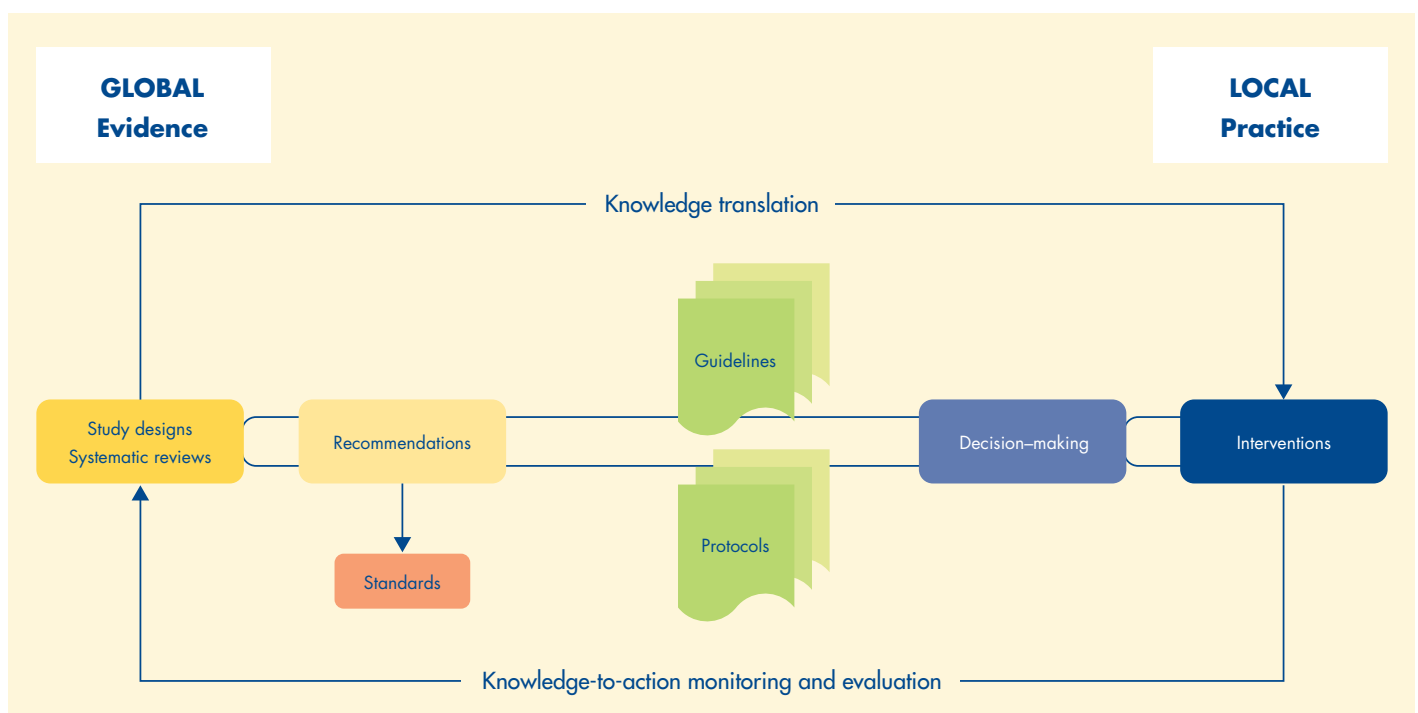 GLOBAL
Evidence
LOCAL
Practice
Knowledge translation
Guidelines
Study designs
Systematic reviews
Recommendations
Decision–making
Interventions
Protocols
Standards
Knowledge-to-action monitoring and evaluation